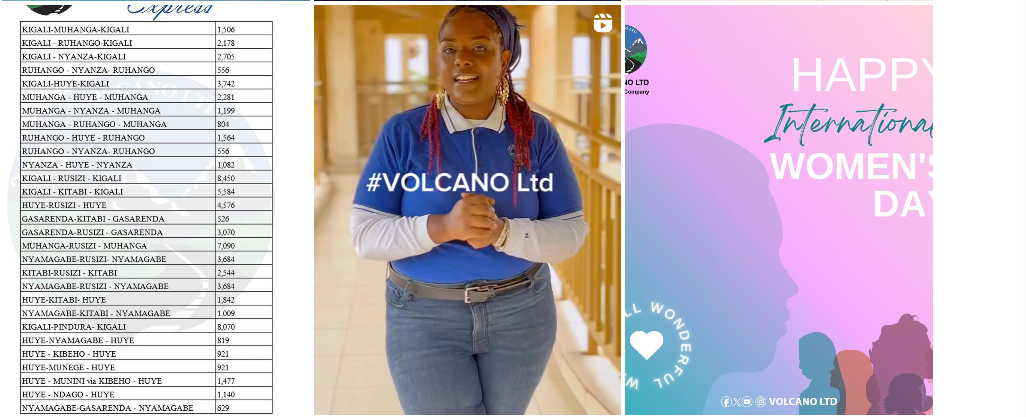 Express
KIGALI-MUHANGA-KIGALI 1,506
KIGALI - RUHANGO-KIGALI 2,178
KIGALI - NYANZA-KIGALI 2,705
RUHANGO - NYANZA- RUHANGO 556
KIGALI-HUYE-KIGALI 3,742
MUHANGA - HUYE - MUHANGA 2,281
MUHANGA - NYANZA - MUHANGA 1,199
MUHANGA - RUHANGO - MUHANGA 804
RUHANGO - HUYE - RUHANGO 1,564
RUHANGO - NYANZA- RUHANGO 556
NYANZA - HUYE - NYANZA 1,082
KIGALI - RUSIZI - KIGALI 8,450
KIGALI - KITABI - KIGALI 5,584
HUYE-RUSIZI - HUYE 4,576
GASARENDA-KITABI - GASARENDA 526
GASARENDA-RUSIZI - GASARENDA 3,070
MUHANGA-RUSIZI - MUHANGA 7,090
NYAMAGABE-RUSIZI- NYAMAGABE 3,684
KITABI-RUSIZI - KITABI 2,544
NYAMAGABE-RUSIZI - NYAMAGABE 3,684
HUYE-KITABI- HUYE 1,842
NYAMAGABE-KITABI - NYAMAGABE 1,009
KIGALI-PINDURA- KIGALI 8,070
HUYE-NYAMAGABE - HUYE 819
HUYE - KIBEHO - HUYE 921
HUYE-MUNEGE - HUYE 921
HUYE - MUNINI via KIBEHO - HUYE 1,477
HUYE - NDAGO - HUYE 1,140
NYAMAGABE-GASARENDA - NYAMAGABE 629
#VOLCANO Ltd
NO LTD
Company
HAPPY
International
WOMEN'S
DAY
WONDERFUL
VOLCANO LTD